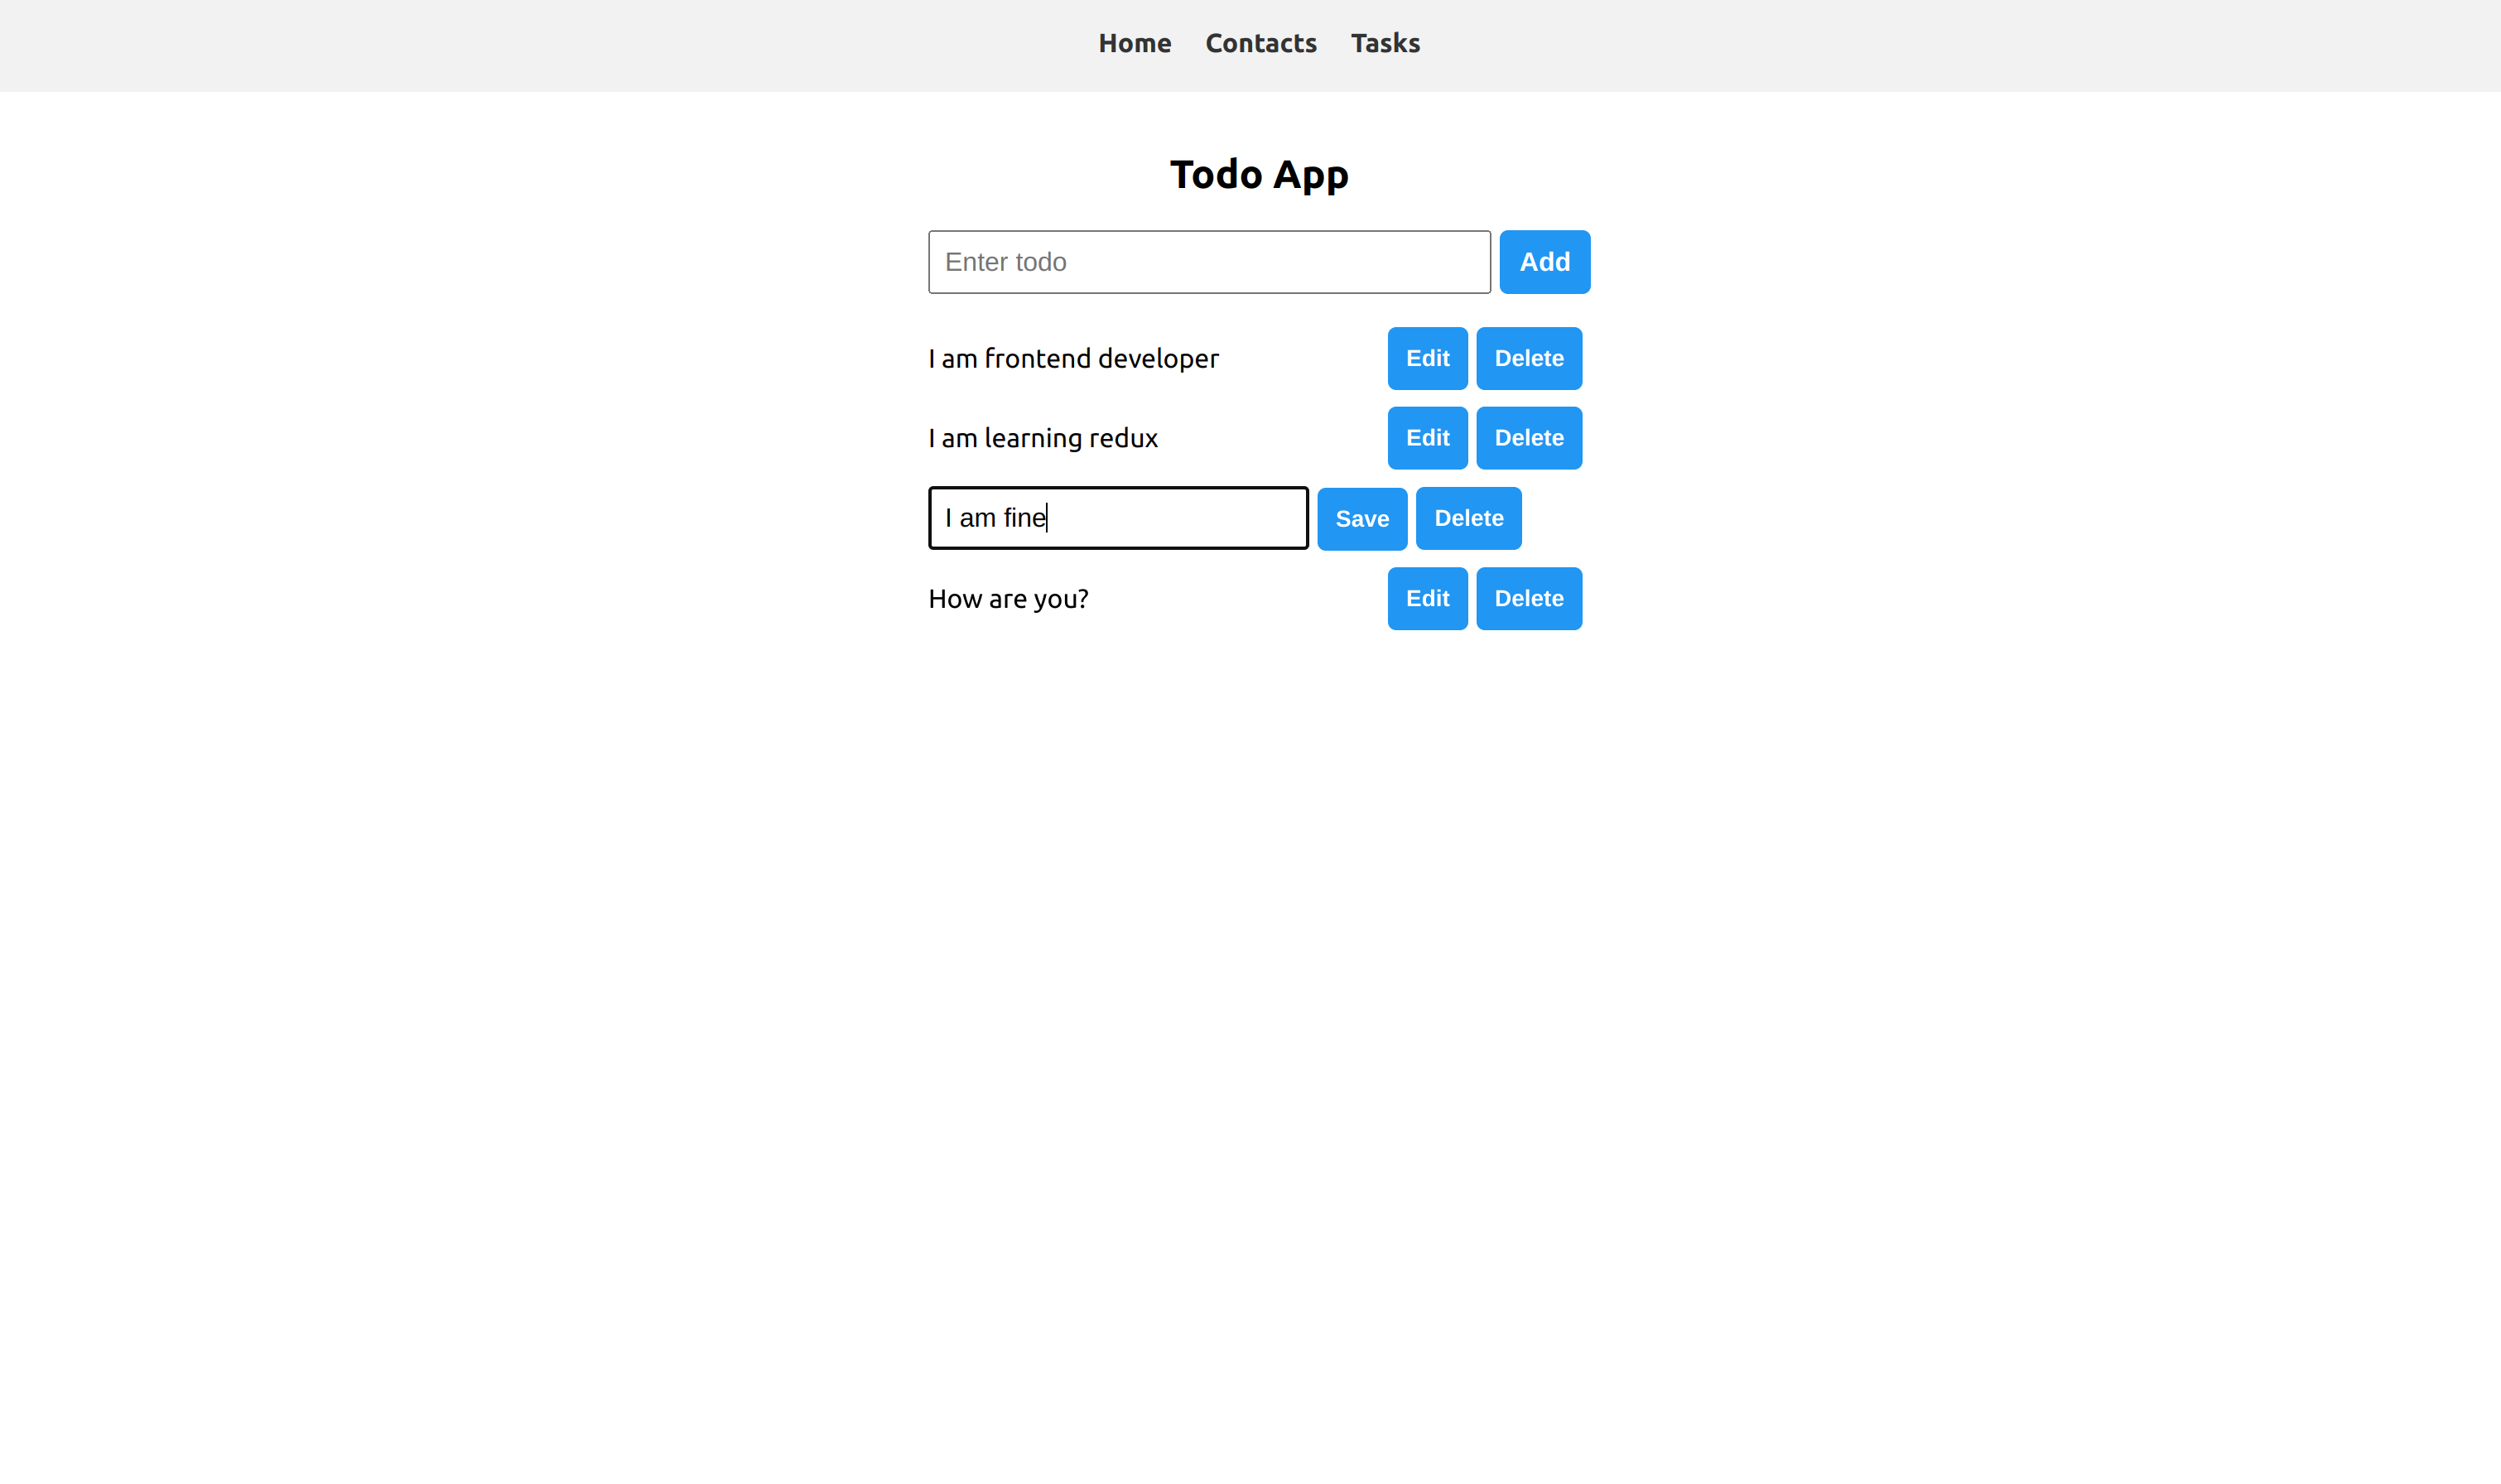 Home Contacts Tasks
Todo App
Enter todo Add
I am frontend developer Edit Delete
I am learning redux Edit Delete
I am fine Save Delete
How are you? Edit Delete